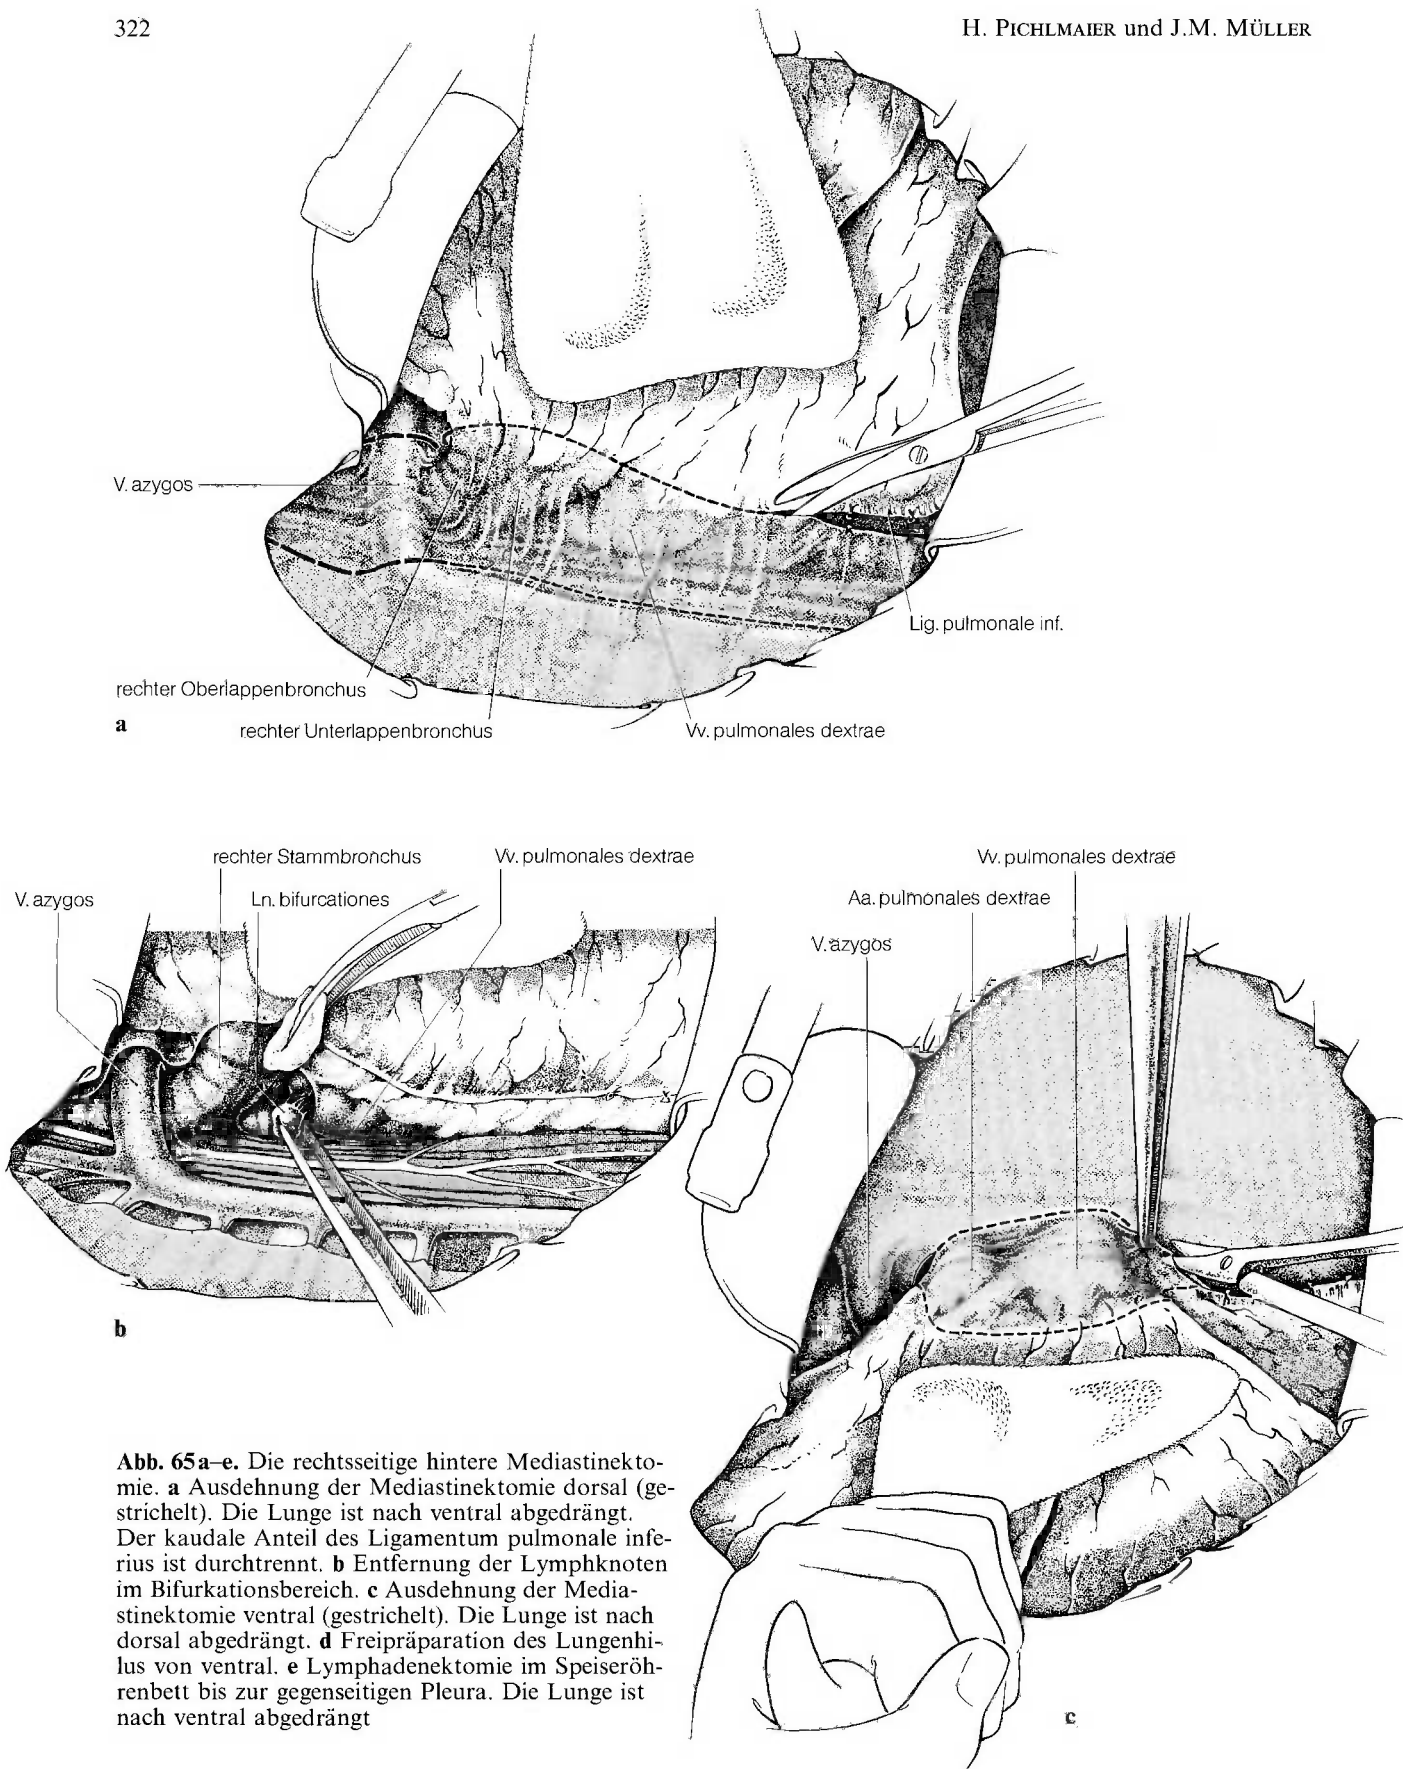 322
H. PICHLMAIER und J.M. MÜLLER
V. azygos
Lig. pulmonale inf.
rechter Oberlappenbronchus
a
rechter Unterlappenbronchus
Vv. pulmonales dextrae
rechter Stammbronchus
Vv. pulmonales dextrae
V. azygos
Ln. bifurcationes
b
Vv. pulmonales dextrae
Aa. pulmonales dextrae
V. azygos
c
Abb. 65a–e. Die rechtsseitige hintere Mediastinekto-
mie. a Ausdehnung der Mediastinektomie dorsal (ge-
strichelt). Die Lunge ist nach ventral abgedrängt.
Der kaudale Anteil des Ligamentum pulmonale infe-
rius ist durchtrennt. b Entfernung der Lymphknoten
im Bifurkationsbereich. c Ausdehnung der Media-
stinektomie ventral (gestrichelt). Die Lunge ist nach
dorsal abgedrängt. d Freipräparation des Lungenhi-
lus von ventral. e Lymphadenektomie im Speiseröh-
renbett bis zur gegenseitigen Pleura. Die Lunge ist
nach ventral abgedrängt